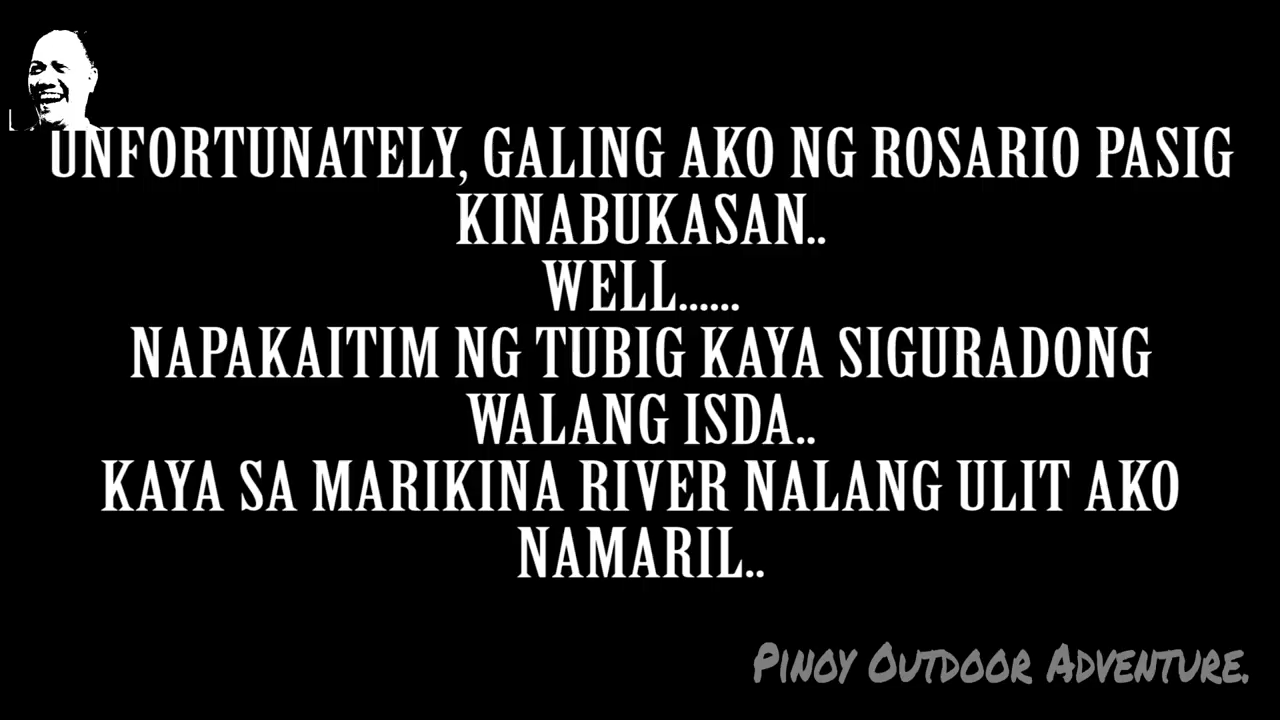 UNFORTUNATELY, GALING AKO NG ROSARIO PASIG
KINABUKASAN..
WELL......
NAPAKAITIM NG TUBIG KAYA SIGURADONG
WALANG ISDA..
KAYA SA MARIKINA RIVER NALANG ULIT AKO
NAMARIL..
PINOY OUTDOOR ADVENTURE.